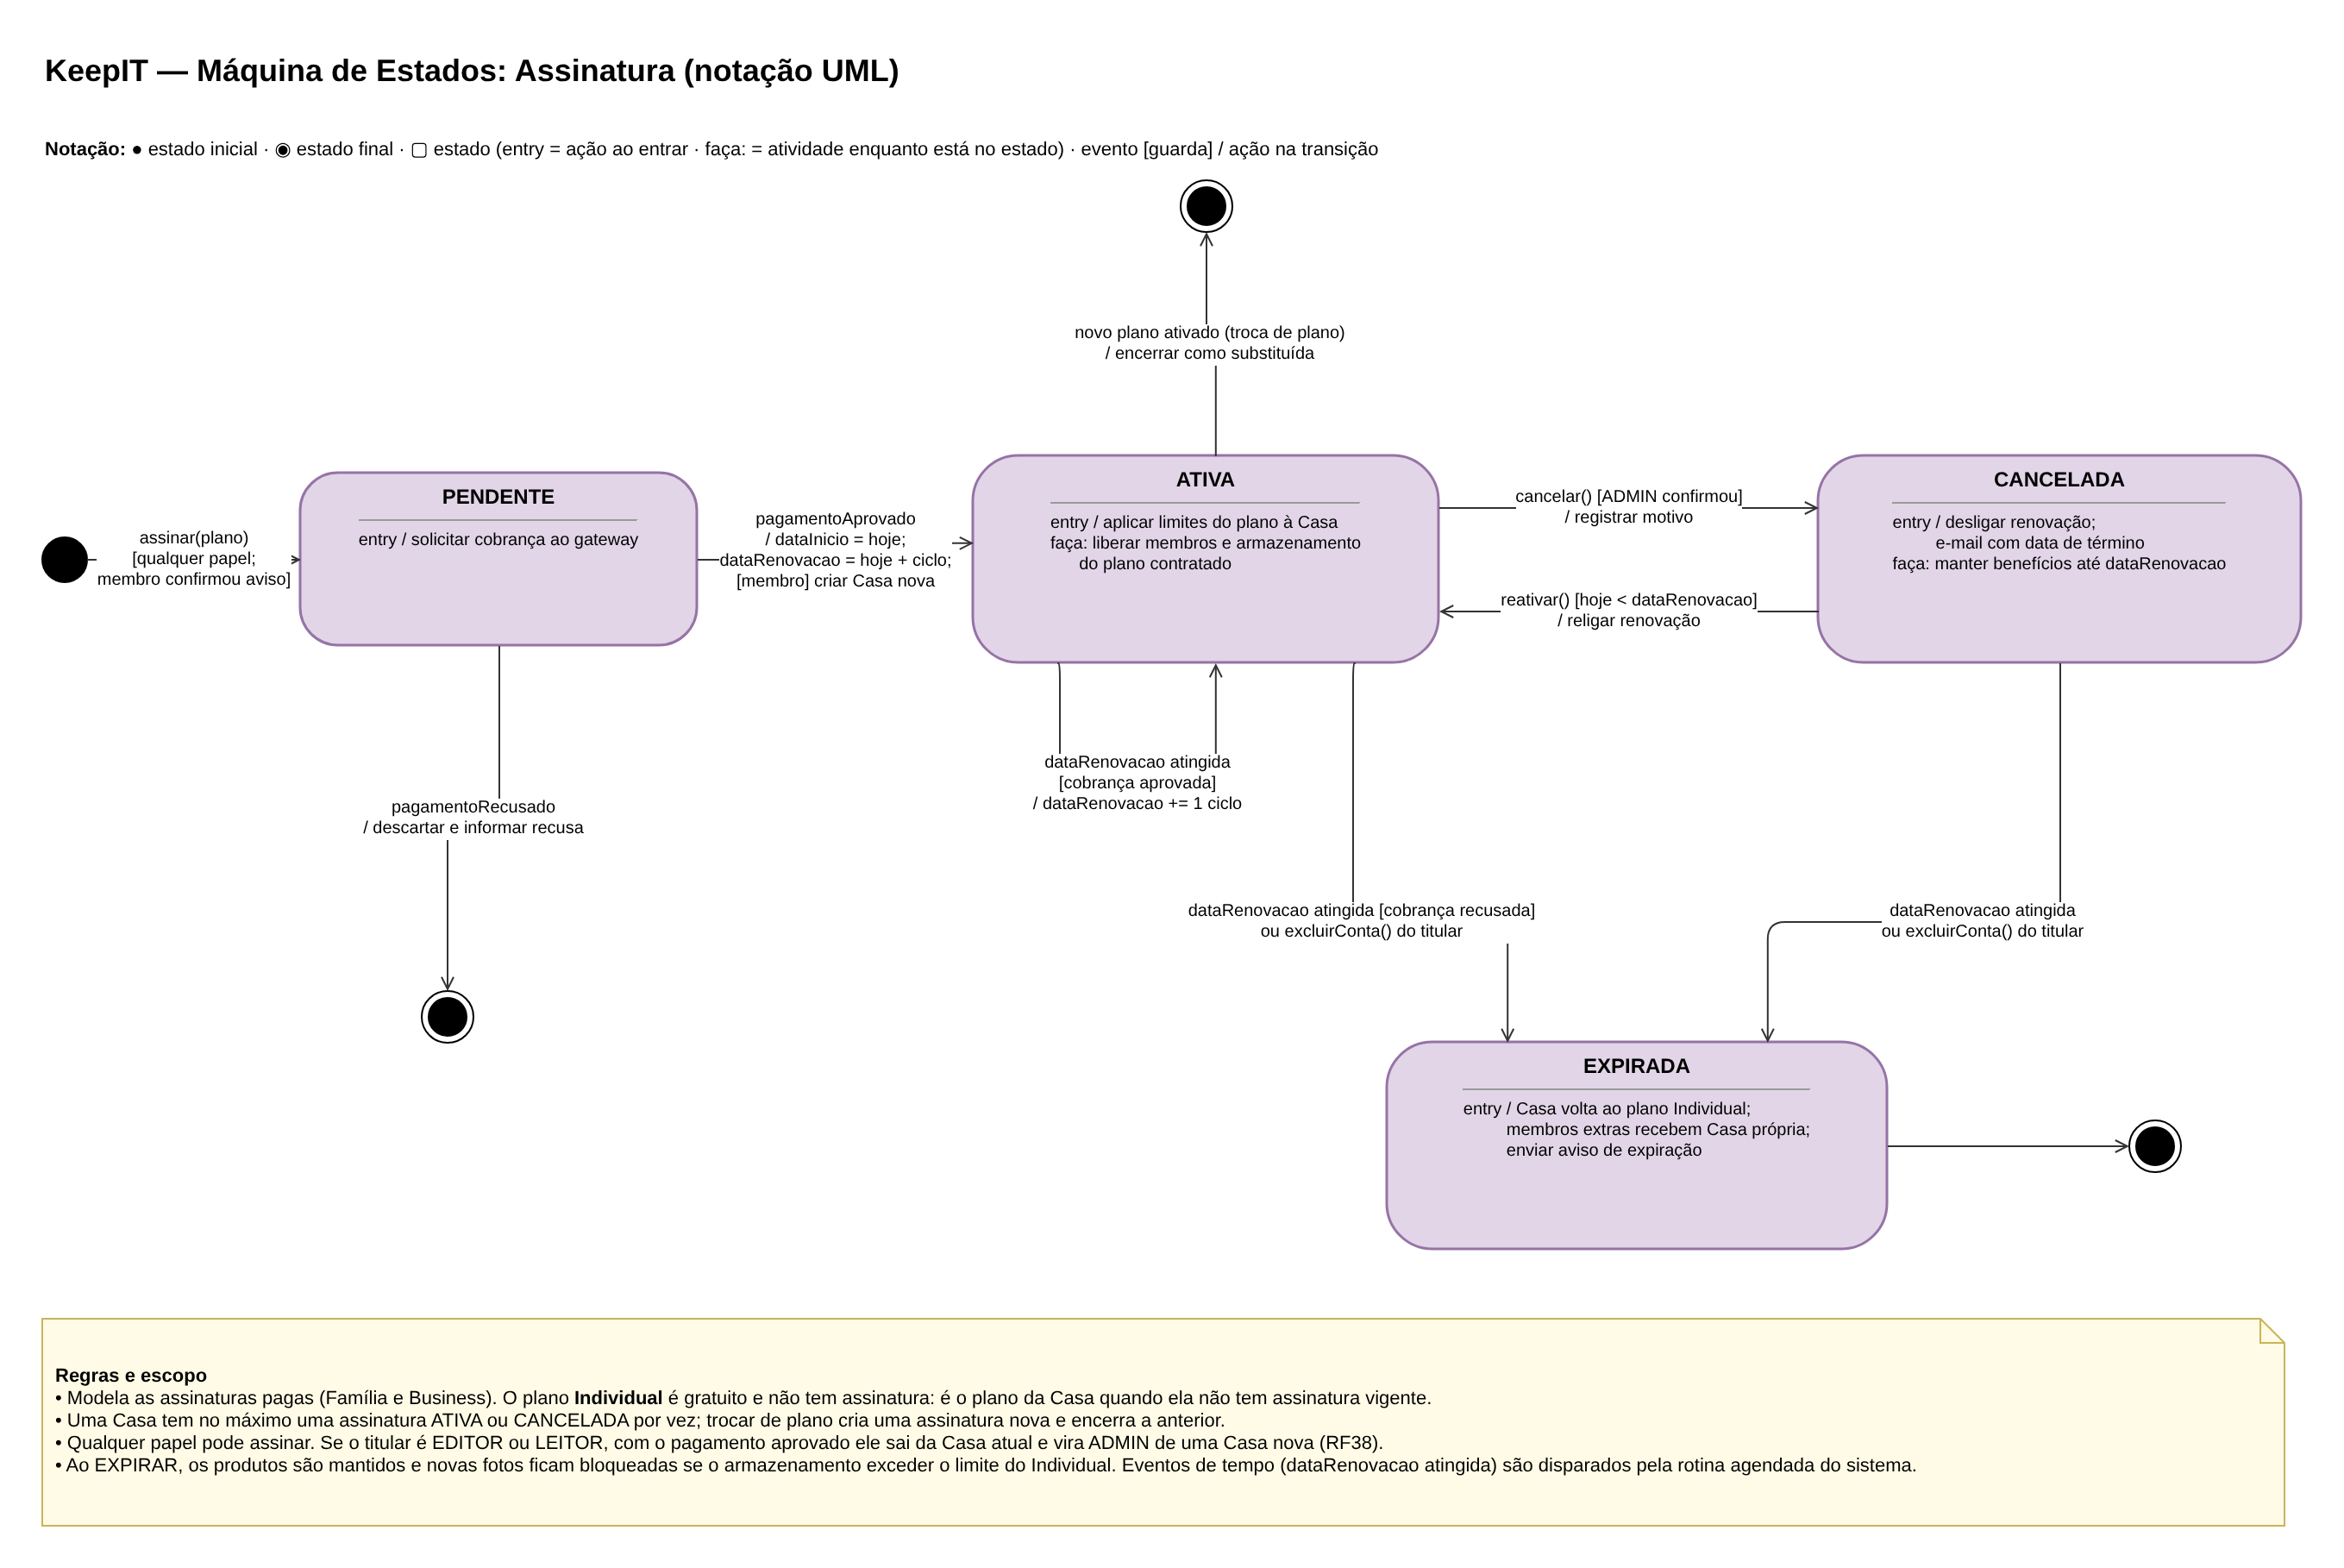 KeepIT — Máquina de Estados: Assinatura (notação UML)
Notação: ● estado inicial · ◉ estado final · ▢ estado (entry = ação ao entrar · faça: = atividade enquanto está no estado) · evento [guarda] / ação na transição
novo plano ativado (troca de plano)
/ encerrar como substituída
assinar(plano)
[qualquer papel;
membro confirmou aviso]
PENDENTE
entry / solicitar cobrança ao gateway
pagamentoAprovado
/ dataInicio = hoje;
dataRenovacao = hoje + ciclo;
[membro] criar Casa nova
ATIVA
entry / aplicar limites do plano à Casa
faça: liberar membros e armazenamento
do plano contratado
cancelar() [ADMIN confirmou]
/ registrar motivo
reativar() [hoje < dataRenovacao]
/ religar renovação
CANCELADA
entry / desligar renovação;
e-mail com data de término
faça: manter benefícios até dataRenovacao
pagamentoRecusado
/ descartar e informar recusa
dataRenovacao atingida
[cobrança aprovada]
/ dataRenovacao += 1 ciclo
dataRenovacao atingida [cobrança recusada]
ou excluirConta() do titular
dataRenovacao atingida
ou excluirConta() do titular
EXPIRADA
entry / Casa volta ao plano Individual;
membros extras recebem Casa própria;
enviar aviso de expiração
Regras e escopo
• Modela as assinaturas pagas (Família e Business). O plano Individual é gratuito e não tem assinatura: é o plano da Casa quando ela não tem assinatura vigente.
• Uma Casa tem no máximo uma assinatura ATIVA ou CANCELADA por vez; trocar de plano cria uma assinatura nova e encerra a anterior.
• Qualquer papel pode assinar. Se o titular é EDITOR ou LEITOR, com o pagamento aprovado ele sai da Casa atual e vira ADMIN de uma Casa nova (RF38).
• Ao EXPIRAR, os produtos são mantidos e novas fotos ficam bloqueadas se o armazenamento exceder o limite do Individual. Eventos de tempo (dataRenovacao atingida) são disparados pela rotina agendada do sistema.